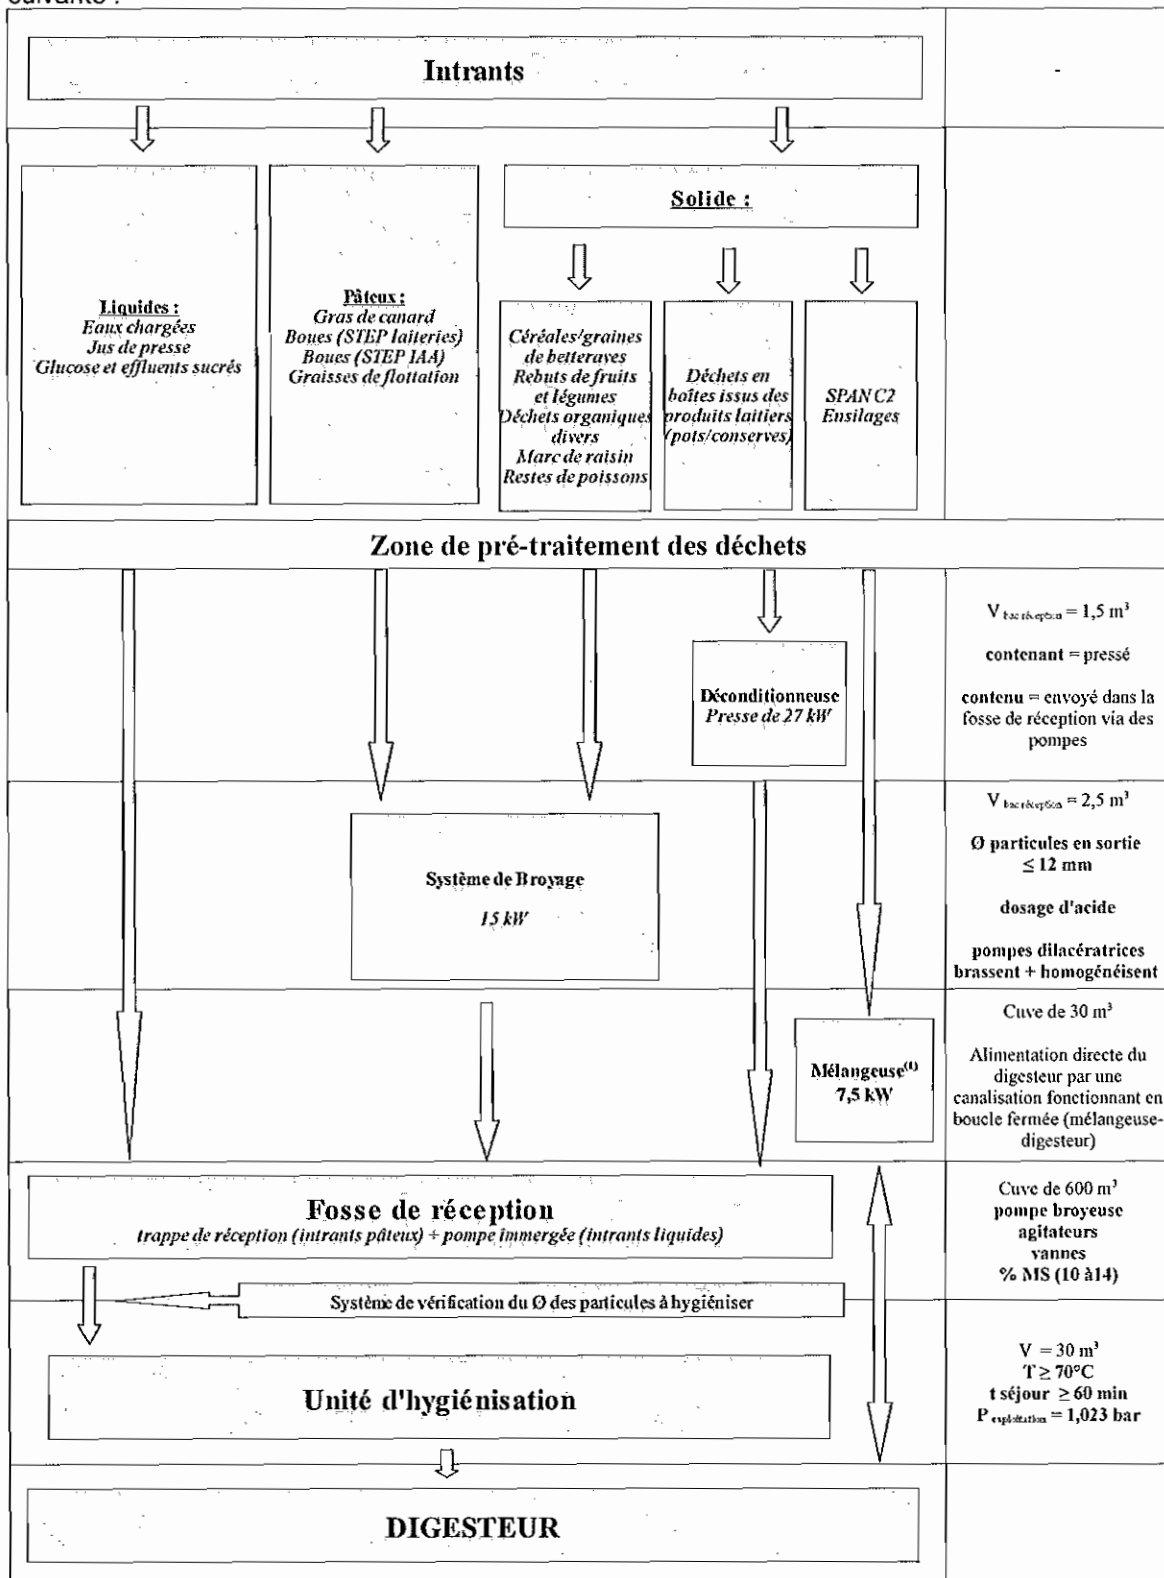 suivante :
Intrants
-
Liquides :
Eaux chargées
Jus de presse
Glucose et effluents sucrés
Pâteux :
Gras de canard
Boues (STEP laiteries)
Boues (STEP IAA)
Graisses de flottation
Solide :
Céréales/graines
de betteraves
Rebuts de fruits
et légumes
Déchets organiques
divers
Marc de raisin
Restes de poissons
Déchets en
boîtes issus des
produits laitiers
(pots/conserves)
SPAN C2
Ensilages
Zone de pré-traitement des déchets
Déconditionneuse
Presse de 27 kW
V bac réception = 1,5 m³
contenant = pressé
contenu = envoyé dans la
fosse de réception via des
pompes
Système de Broyage
15 kW
V bac réception = 2,5 m³
Ø particules en sortie
≤ 12 mm
dosage d'acide
pompes dilacératrices
brassent + homogénéisent
Mélangeuse(1)
7,5 kW
Cuve de 30 m³
Alimentation directe du
digesteur par une
canalisation fonctionnant en
boucle fermée (mélangeuse-
digesteur)
Fosse de réception
trappe de réception (intrants pâteux) + pompe immergée (intrants liquides)
Cuve de 600 m³
pompe broyeuse
agitateurs
vannes
% MS (10 à14)
Système de vérification du Ø des particules à hygiéniser
Unité d'hygiénisation
V = 30 m³
T ≥ 70°C
t séjour ≥ 60 min
P exploitation = 1,023 bar
DIGESTEUR